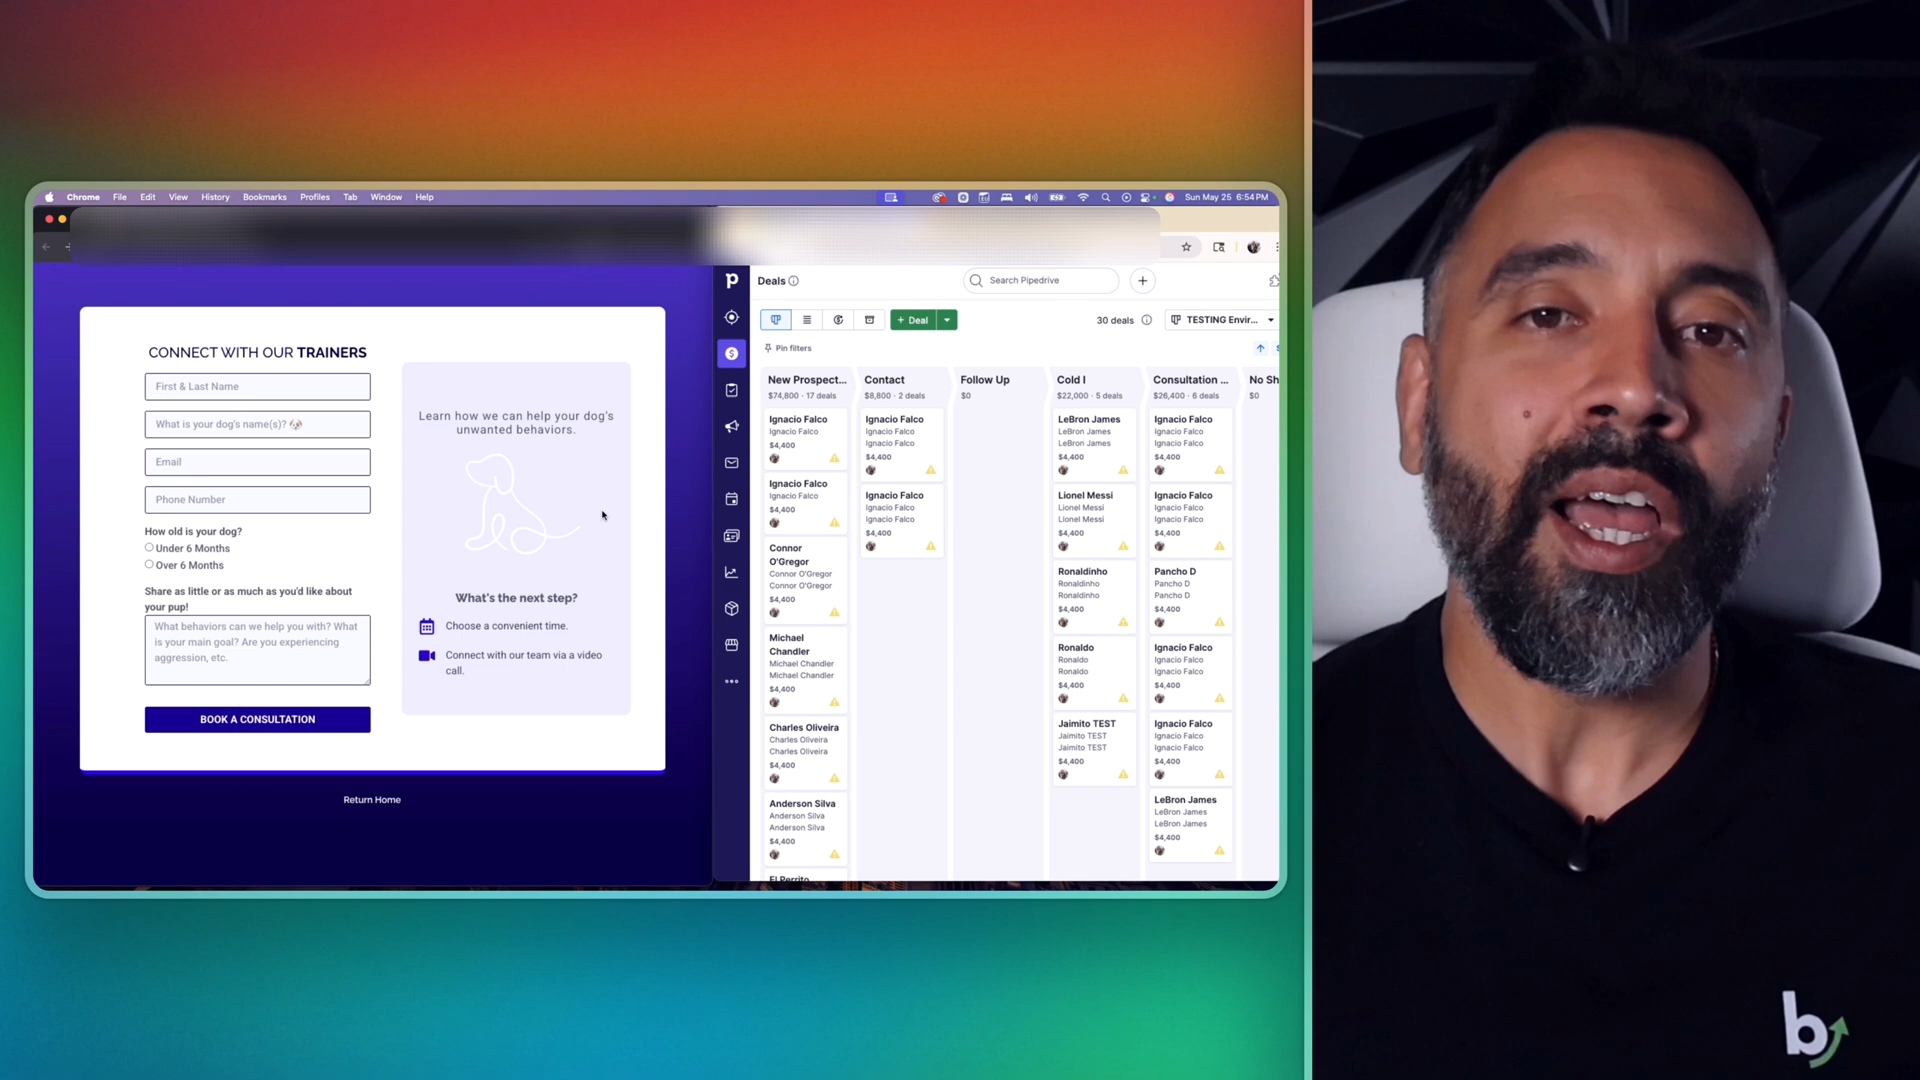 Chrome File Edit View History Bookmarks Profiles Tab Window Help
Sun May 25 6:54 PM
CONNECT WITH OUR TRAINERS
First & Last Name
What is your dog's name(s)? 🐶
Email
Phone Number
How old is your dog?
Under 6 Months
Over 6 Months
Share as little or as much as you'd like about
your pup!
What behaviors can we help you with? What
is your main goal? Are you experiencing
aggression, etc.
BOOK A CONSULTATION
Learn how we can help your dog's
unwanted behaviors.
What's the next step?
Choose a convenient time.
Connect with our team via a video
call.
Return Home
p
Deals
Search Pipedrive
+ Deal
30 deals
TESTING Envir...
Pin filters
New Prospect...
$74,800 · 17 deals
Ignacio Falco
Ignacio Falco
$4,400
Ignacio Falco
Ignacio Falco
$4,400
Connor
O'Gregor
Connor O'Gregor
Connor O'Gregor
$4,400
Michael
Chandler
Michael Chandler
Michael Chandler
$4,400
Charles Oliveira
Charles Oliveira
Charles Oliveira
$4,400
Anderson Silva
Anderson Silva
Anderson Silva
$4,400
El Perrito
Contact
$8,800 · 2 deals
Ignacio Falco
Ignacio Falco
Ignacio Falco
$4,400
Ignacio Falco
Ignacio Falco
Ignacio Falco
$4,400
Follow Up
$0
Cold I
$22,000 · 5 deals
LeBron James
LeBron James
LeBron James
$4,400
Lionel Messi
Lionel Messi
Lionel Messi
$4,400
Ronaldinho
Ronaldinho
Ronaldinho
$4,400
Ronaldo
Ronaldo
Ronaldo
$4,400
Jaimito TEST
Jaimito TEST
Jaimito TEST
$4,400
Consultation ...
$26,400 · 6 deals
Ignacio Falco
Ignacio Falco
Ignacio Falco
$4,400
Ignacio Falco
Ignacio Falco
Ignacio Falco
$4,400
Pancho D
Pancho D
Pancho D
$4,400
Ignacio Falco
Ignacio Falco
Ignacio Falco
$4,400
Ignacio Falco
Ignacio Falco
Ignacio Falco
$4,400
LeBron James
LeBron James
LeBron James
$4,400
No Sh
$0
b